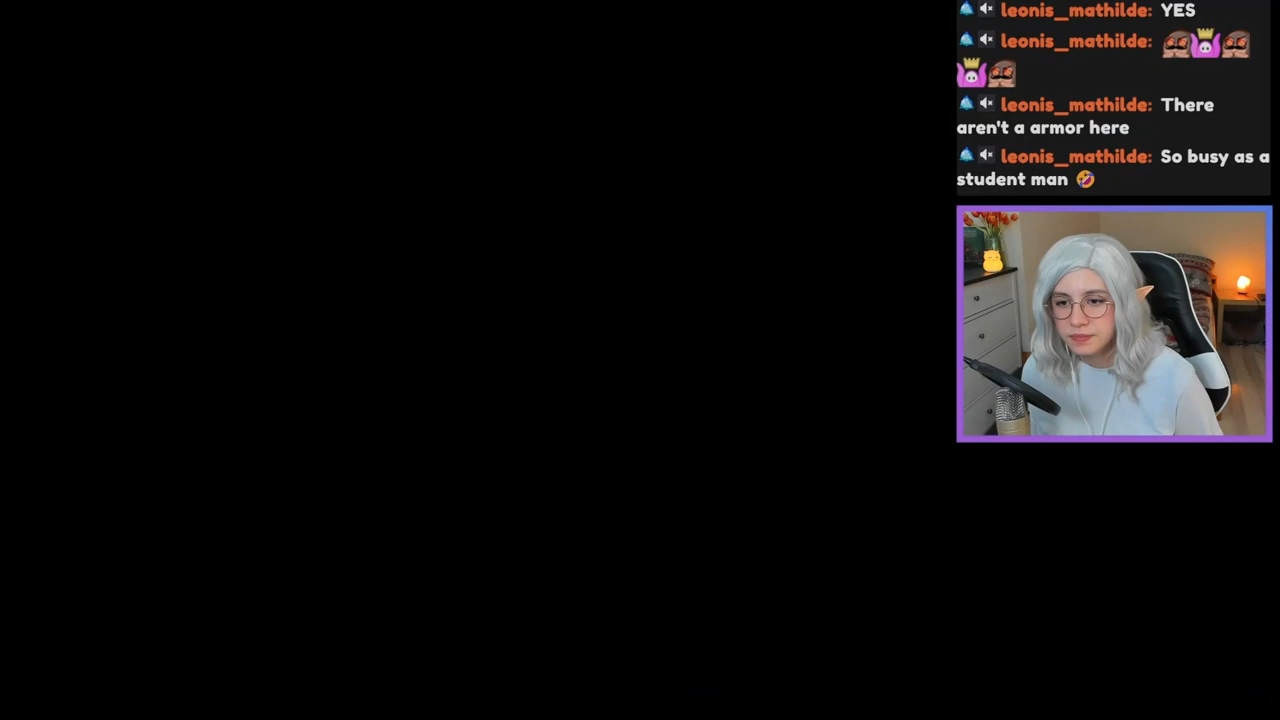 leonis_mathilde: YES
leonis_mathilde:
leonis_mathilde: There
aren't a armor here
leonis_mathilde: So busy as a
student man 🤣